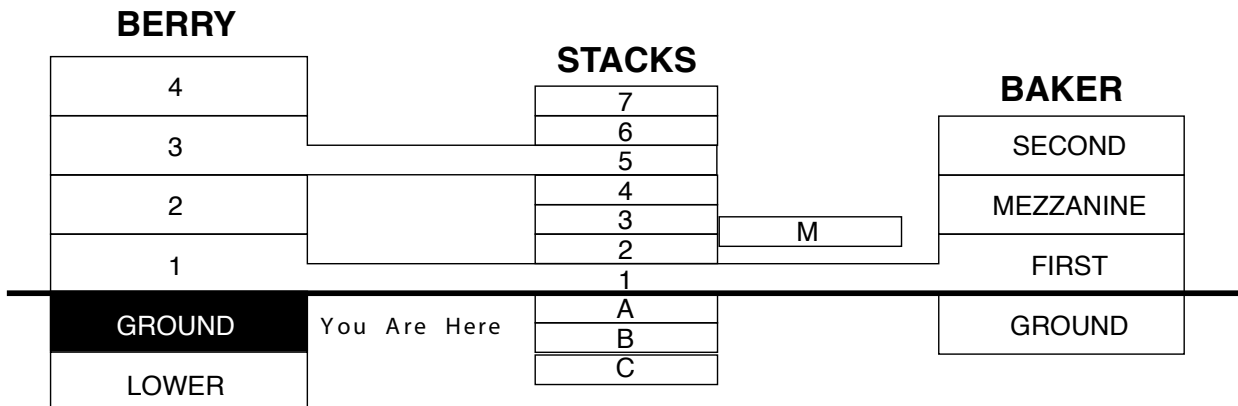 BERRY
4
3
2
1
GROUND
LOWER
You Are Here
STACKS
7
6
5
4
3
2
1
A
B
C
M
BAKER
SECOND
MEZZANINE
FIRST
GROUND